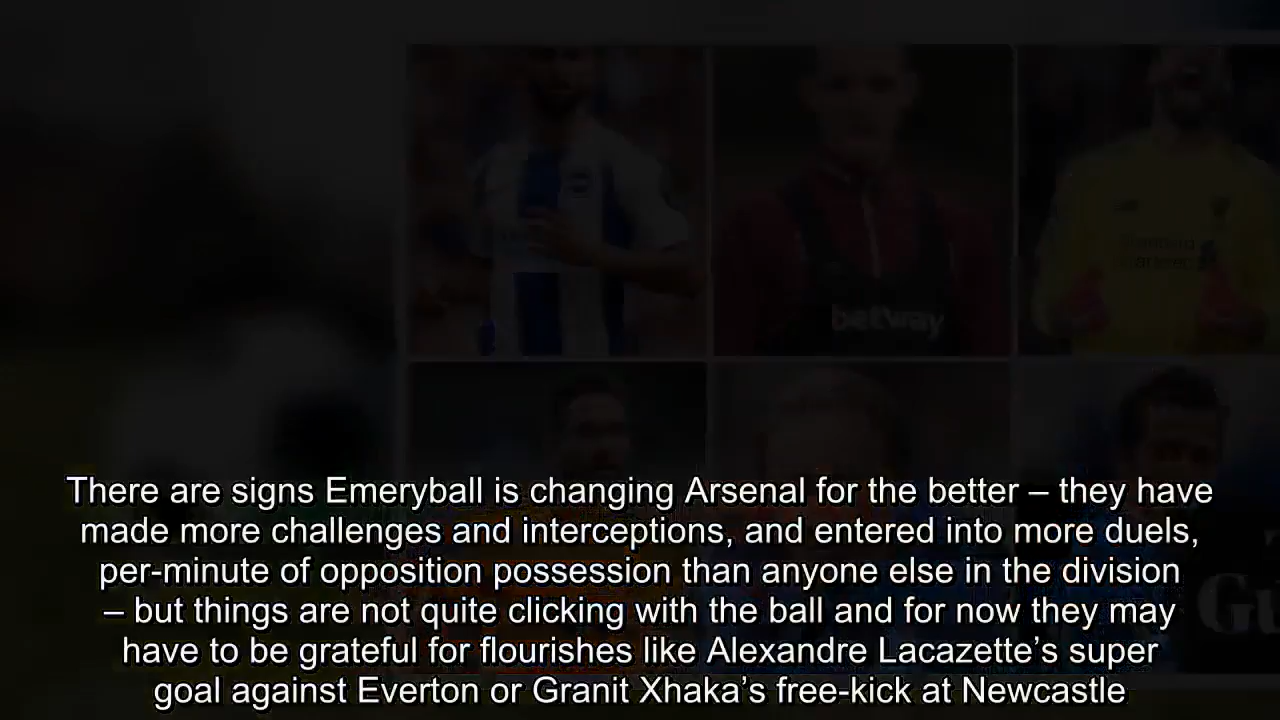 betway
There are signs Emeryball is changing Arsenal for the better – they have
made more challenges and interceptions, and entered into more duels,
per-minute of opposition possession than anyone else in the division
– but things are not quite clicking with the ball and for now they may
have to be grateful for flourishes like Alexandre Lacazette’s super
goal against Everton or Granit Xhaka’s free-kick at Newcastle